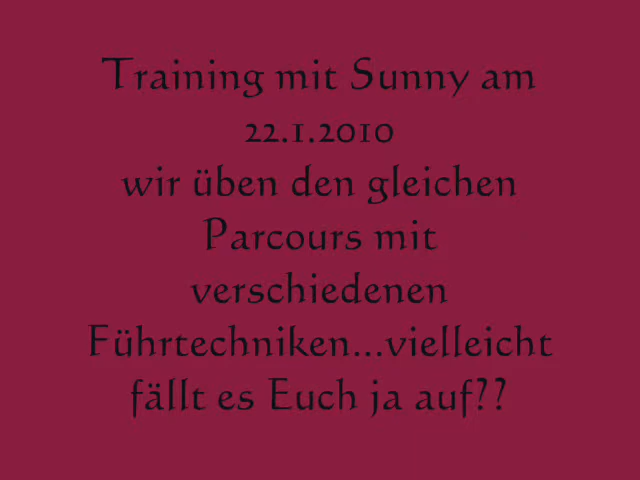 Training mit Sunny am
22.1.2010
wir üben den gleichen
Parcours mit
verschiedenen
Führtechniken...vielleicht
fällt es Euch ja auf??